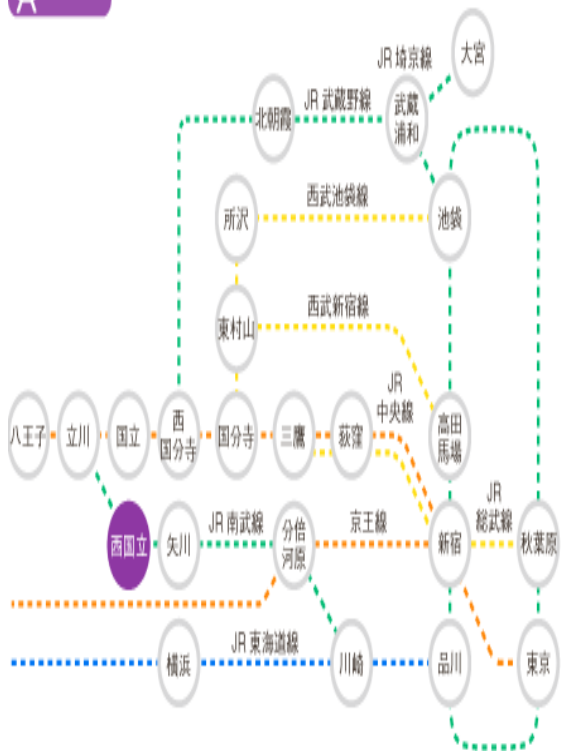 A
大宮
JR 埼京線
北朝霞
JR 武蔵野線
武蔵
浦和
所沢
西武池袋線
池袋
東村山
西武新宿線
JR
中央線
八王子
立川
国立
西
国分寺
国分寺
三鷹
荻窪
高田
馬場
JR
総武線
西国立
矢川
JR 南武線
分倍
河原
京王線
新宿
秋葉原
横浜
JR 東海道線
川崎
品川
東京